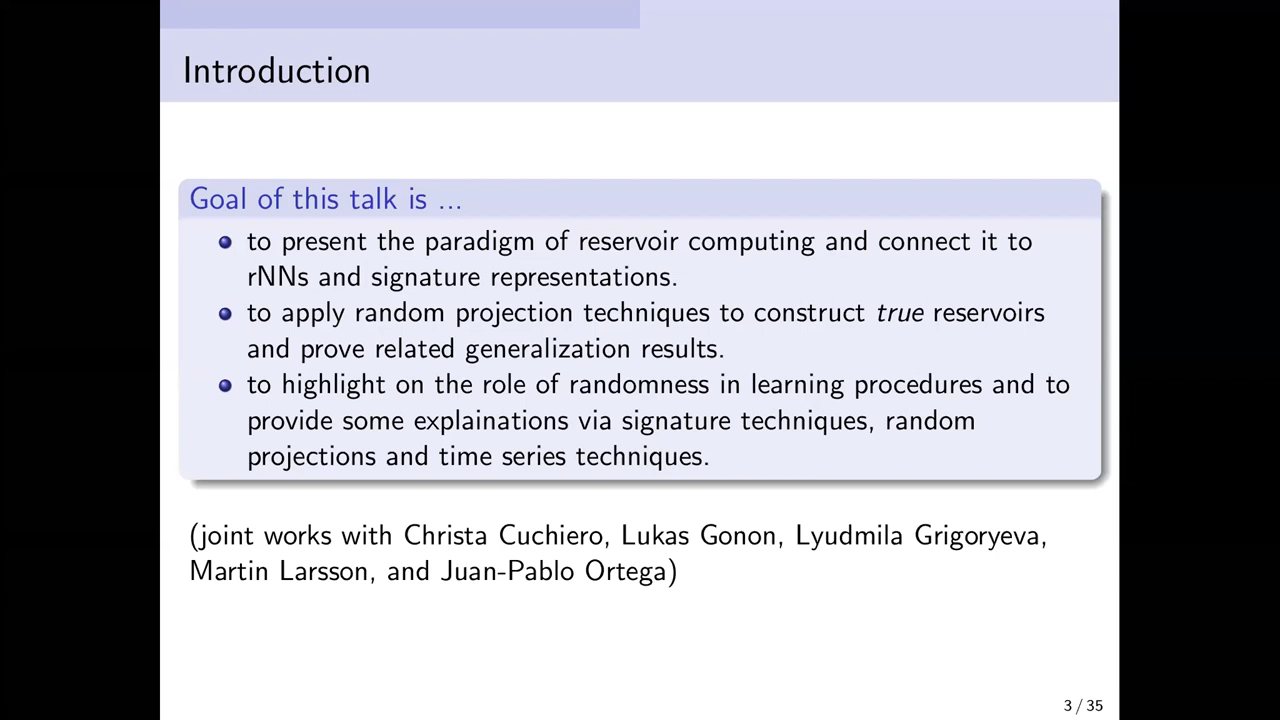 Introduction
Goal of this talk is ...
to present the paradigm of reservoir computing and connect it to
rNNs and signature representations.
to apply random projection techniques to construct true reservoirs
and prove related generalization results.
to highlight on the role of randomness in learning procedures and to
provide some explainations via signature techniques, random
projections and time series techniques.
(joint works with Christa Cuchiero, Lukas Gonon, Lyudmila Grigoryeva,
Martin Larsson, and Juan-Pablo Ortega)
3 / 35